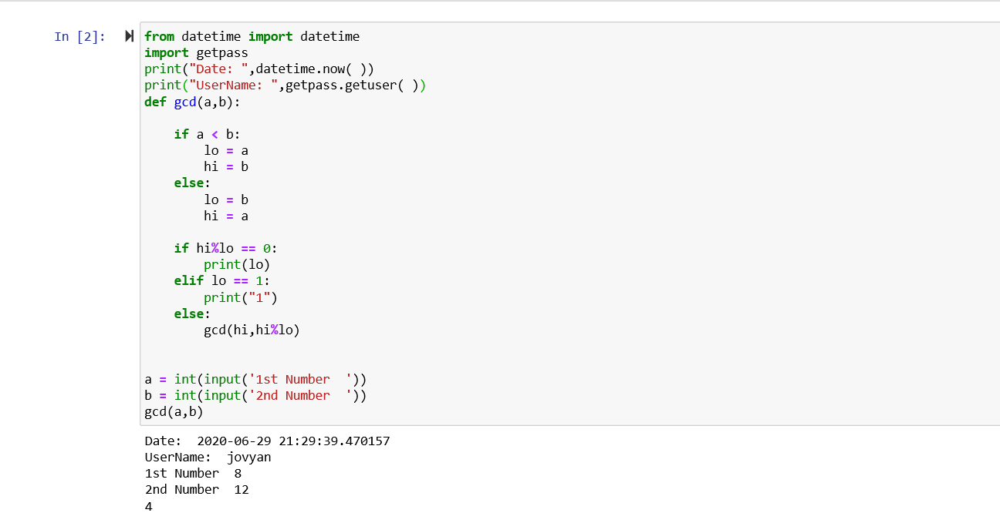 In [2]:
from datetime import datetime
import getpass
print("Date: ",datetime.now( ))
print("UserName: ",getpass.getuser( ))
def gcd(a,b):
if a < b:
lo = a
hi = b
else:
lo = b
hi = a
if hi%lo == 0:
print(lo)
elif lo == 1:
print("1")
else:
gcd(hi,hi%lo)
a = int(input('1st Number  '))
b = int(input('2nd Number  '))
gcd(a,b)
Date:  2020-06-29 21:29:39.470157
UserName:  jovyan
1st Number  8
2nd Number  12
4